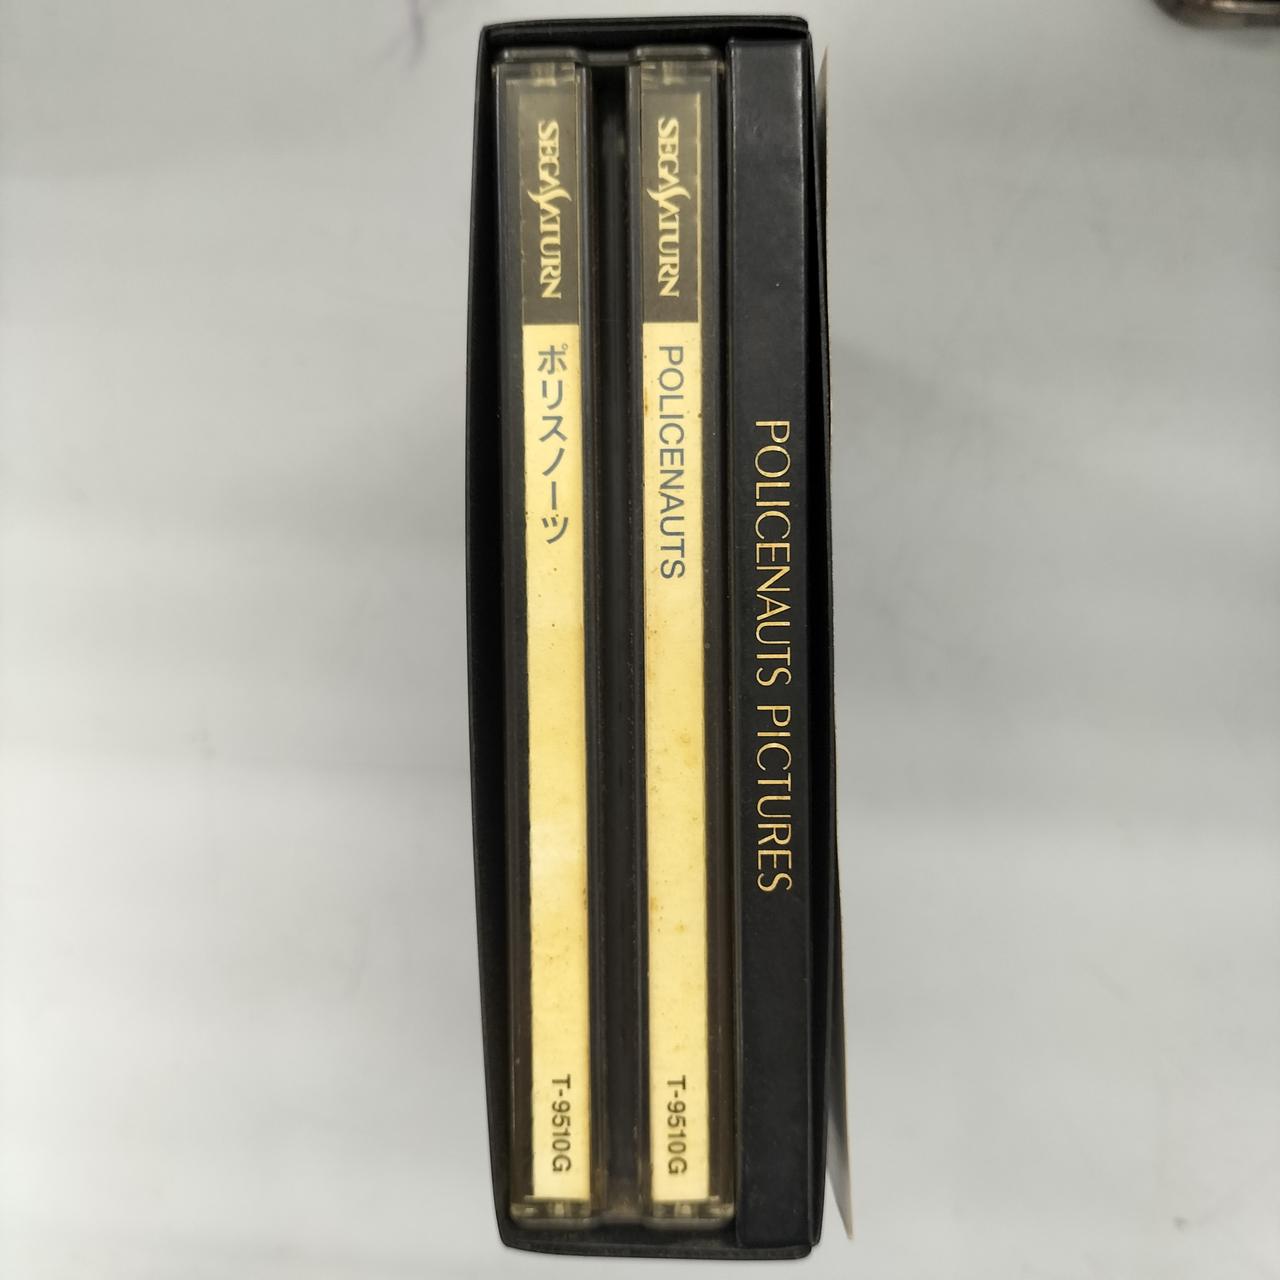 SEGA SATURN
ポリスノーツ
T-9510G
SEGA SATURN
POLICENAUTS
T-9510G
POLICENAUTS PICTURES